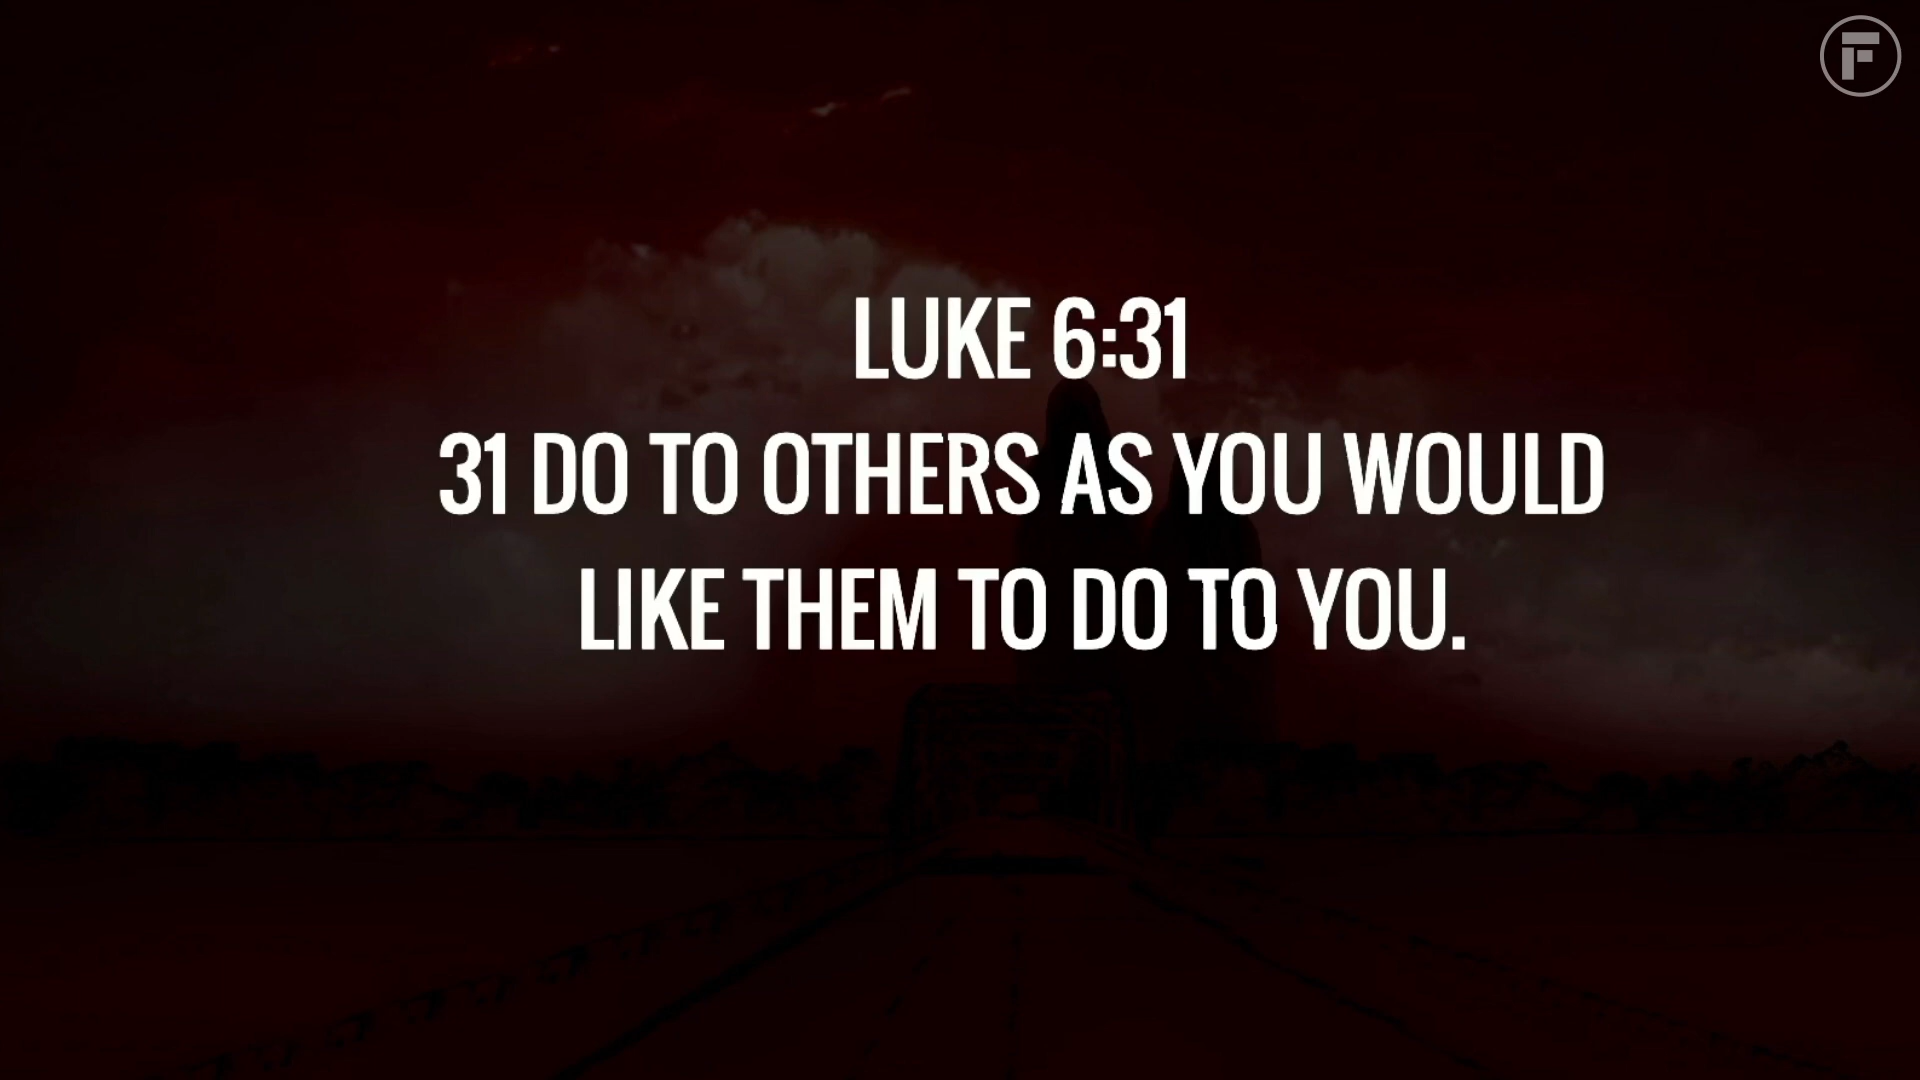 F
LUKE 6:31
31 DO TO OTHERS AS YOU WOULD
LIKE THEM TO DO TO YOU.